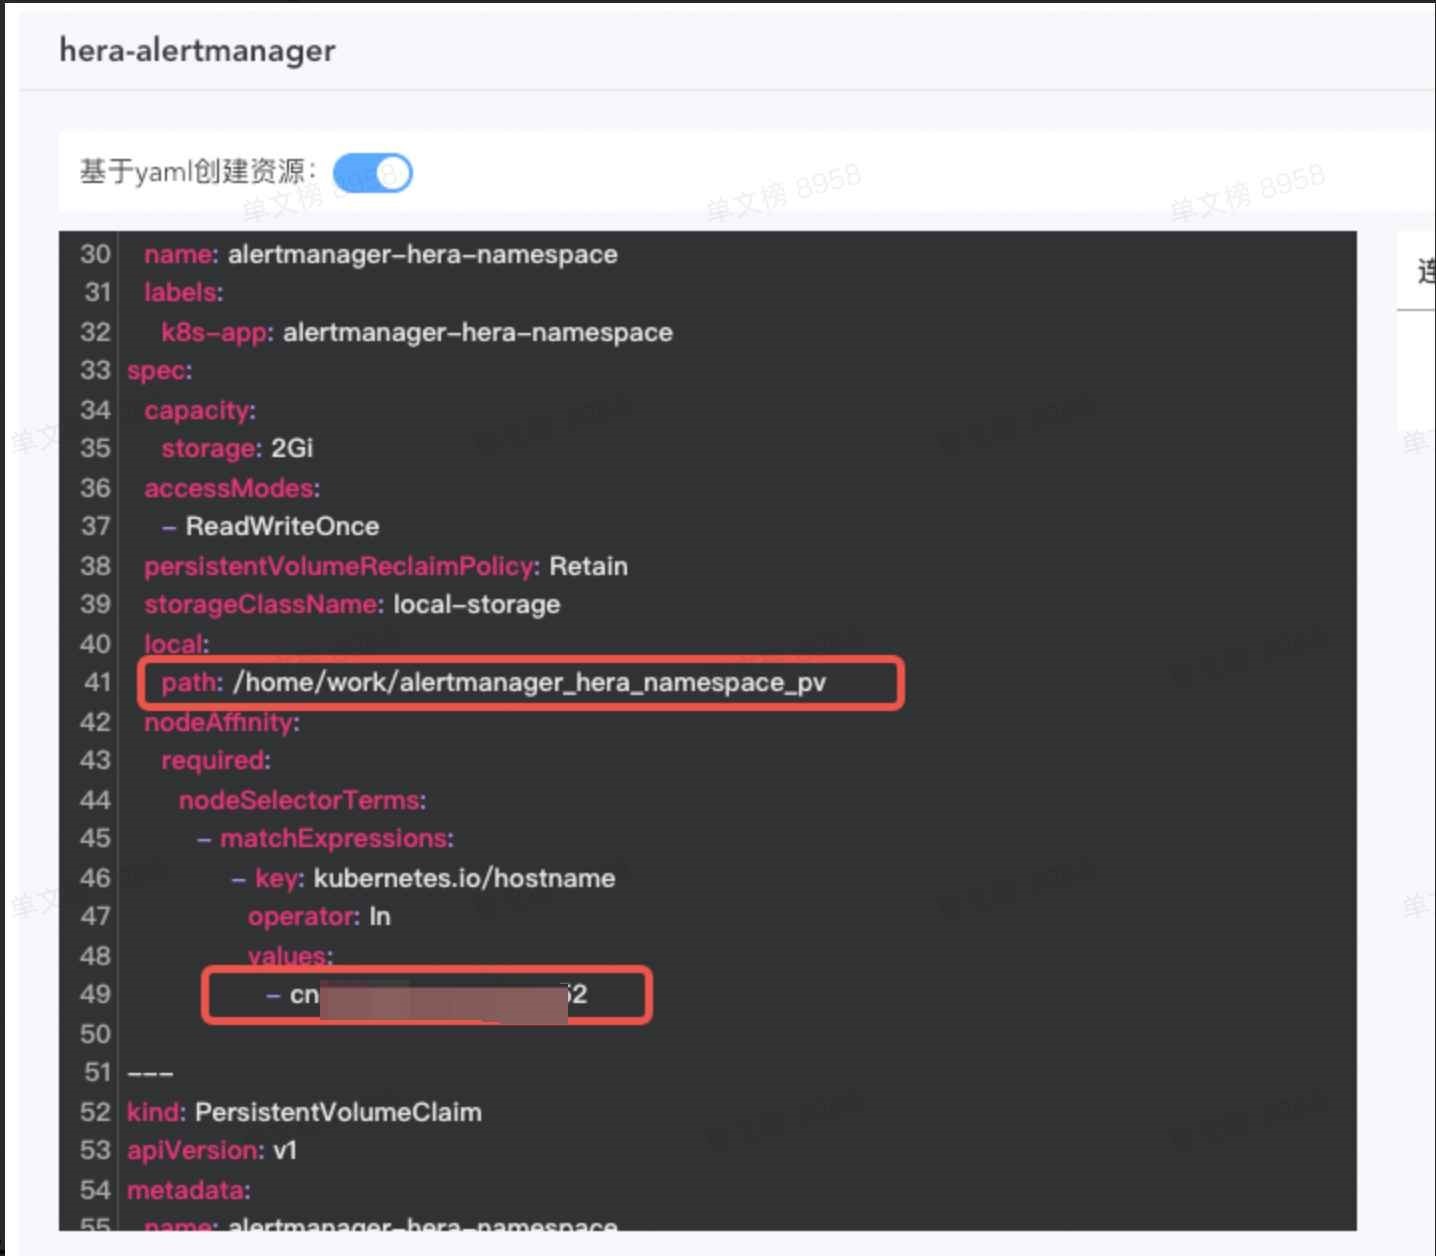 hera-alertmanager
基于yaml创建资源：
单文榜 8958
单文榜 8958
单文榜 8958
连
30 name: alertmanager-hera-namespace
31 labels:
32 k8s-app: alertmanager-hera-namespace
33 spec:
34 capacity:
35 storage: 2Gi
36 accessModes:
37 - ReadWriteOnce
38 persistentVolumeReclaimPolicy: Retain
39 storageClassName: local-storage
40 local:
41 path: /home/work/alertmanager_hera_namespace_pv
42 nodeAffinity:
43 required:
44 nodeSelectorTerms:
45 - matchExpressions:
46 - key: kubernetes.io/hostname
47 operator: In
48 values:
49 - cn 52
50
51 ---
52 kind: PersistentVolumeClaim
53 apiVersion: v1
54 metadata:
55 name: alertmanager-hera-namespace